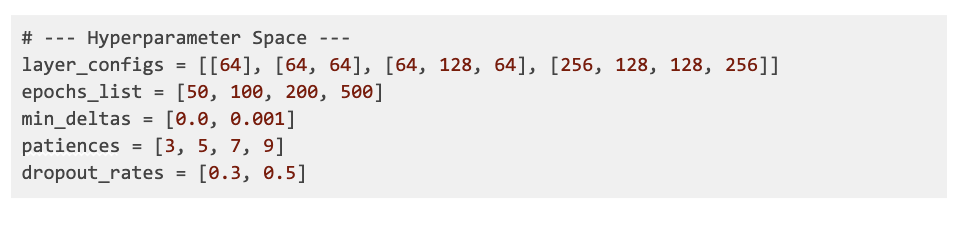 # --- Hyperparameter Space ---
layer_configs = [[64], [64, 64], [64, 128, 64], [256, 128, 128, 256]]
epochs_list = [50, 100, 200, 500]
min_deltas = [0.0, 0.001]
patiences = [3, 5, 7, 9]
dropout_rates = [0.3, 0.5]